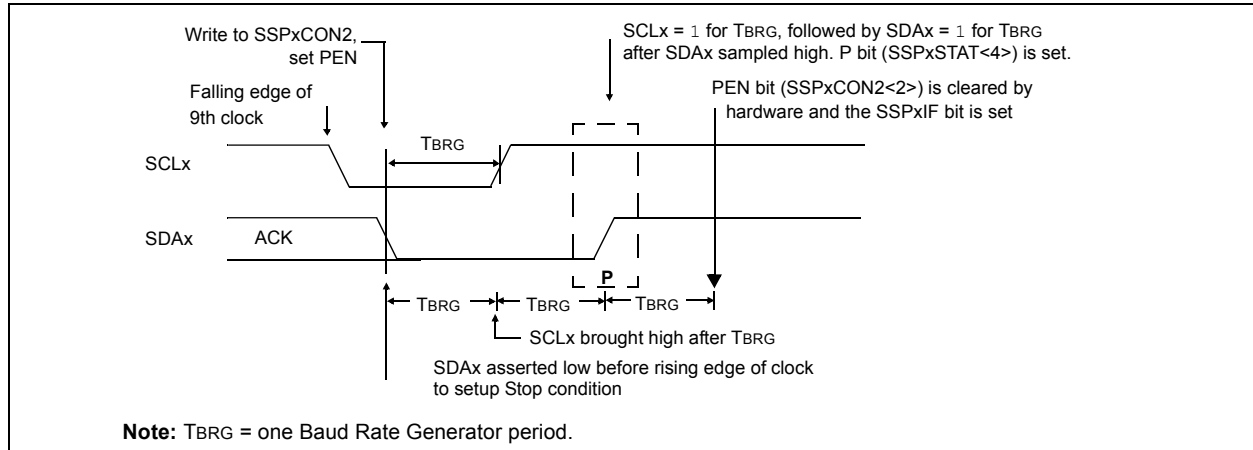 Write to SSPxCON2,
set PEN
SCLx = 1 for TBRG, followed by SDAx = 1 for TBRG
after SDAx sampled high. P bit (SSPxSTAT<4>) is set.
Falling edge of
9th clock
PEN bit (SSPxCON2<2>) is cleared by
hardware and the SSPxIF bit is set
TBRG
SCLx
SDAx
ACK
P
TBRG
TBRG
TBRG
SCLx brought high after TBRG
SDAx asserted low before rising edge of clock
to setup Stop condition
Note: TBRG = one Baud Rate Generator period.